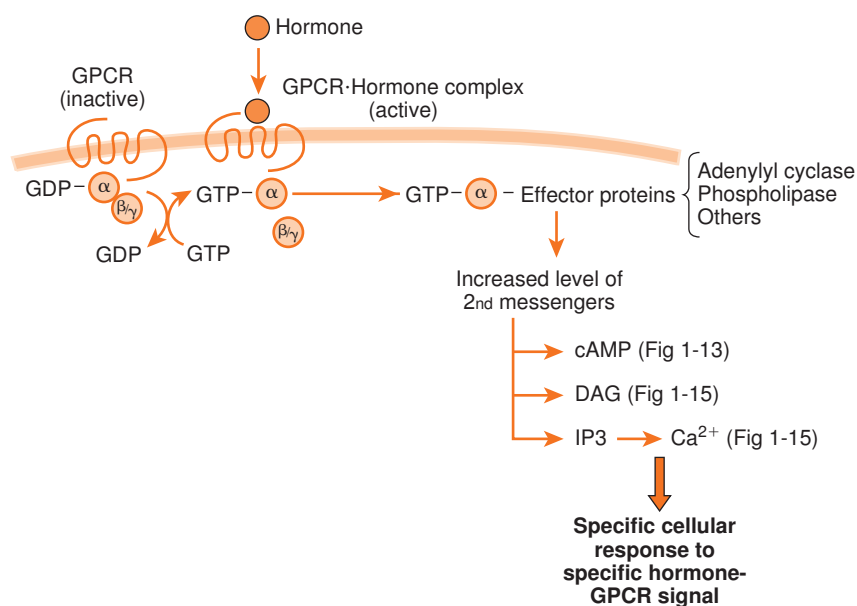 Hormone
GPCR
(inactive)
GPCR·Hormone complex
(active)
GDP– α
β/γ
GTP– α
β/γ
GDP
GTP
GTP– α – Effector proteins
Adenylyl cyclase
Phospholipase
Others
Increased level of
2nd messengers
cAMP (Fig 1-13)
DAG (Fig 1-15)
IP3
Ca²⁺ (Fig 1-15)
Specific cellular
response to
specific hormone-
GPCR signal